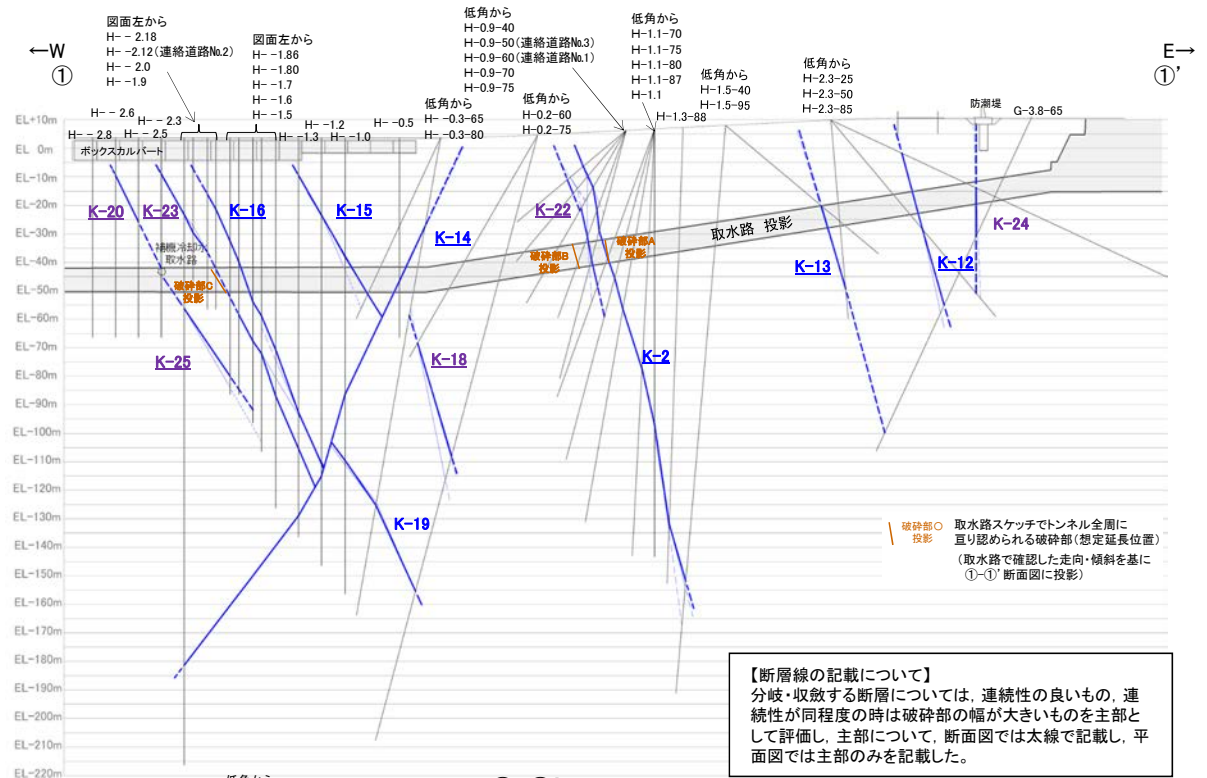 ←W
①
図面左から
H-－2.18
H-－2.12(連絡道路No.2)
H-－2.0
H-－1.9
図面左から
H-－1.86
H-－1.80
H-－1.7
H-－1.6
H-－1.5
低角から
H-0.9-40
H-0.9-50(連絡道路No.3)
H-0.9-60(連絡道路No.1)
H-0.9-70
H-0.9-75
低角から
H-1.1-70
H-1.1-75
H-1.1-80
H-1.1-87
H-1.1
低角から
H-1.5-40
H-1.5-95
低角から
H-2.3-25
H-2.3-50
H-2.3-85
E→
①'
H-－2.8
H-－2.6
H-－2.5
H-－2.3
H-－1.3
H-－1.2
H-－1.0
H-－0.5
低角から
H-－0.3-65
H-－0.3-80
低角から
H-0.2-60
H-0.2-75
H-1.3-88
防潮堤
G-3.8-65
ボックスカルバート
EL+10m
EL 0m
EL-10m
EL-20m
EL-30m
EL-40m
EL-50m
EL-60m
EL-70m
EL-80m
EL-90m
EL-100m
EL-110m
EL-120m
EL-130m
EL-140m
EL-150m
EL-160m
EL-170m
EL-180m
EL-190m
EL-200m
EL-210m
EL-220m
K-20
K-23
K-16
K-15
K-14
K-22
K-13
K-12
K-24
補機冷却水
取水路
破砕部C
投影
破砕部B
投影
破砕部A
投影
取水路 投影
K-25
K-18
K-2
K-19
破砕部○
投影
取水路スケッチでトンネル全周に
亘り認められる破砕部(想定延長位置)
(取水路で確認した走向・傾斜を基に
①-①'断面図に投影)
【断層線の記載について】
分岐・収斂する断層については，連続性の良いもの，連
続性が同程度の時は破砕部の幅が大きいものを主部と
して評価し，主部について，断面図では太線で記載し，平
面図では主部のみを記載した。